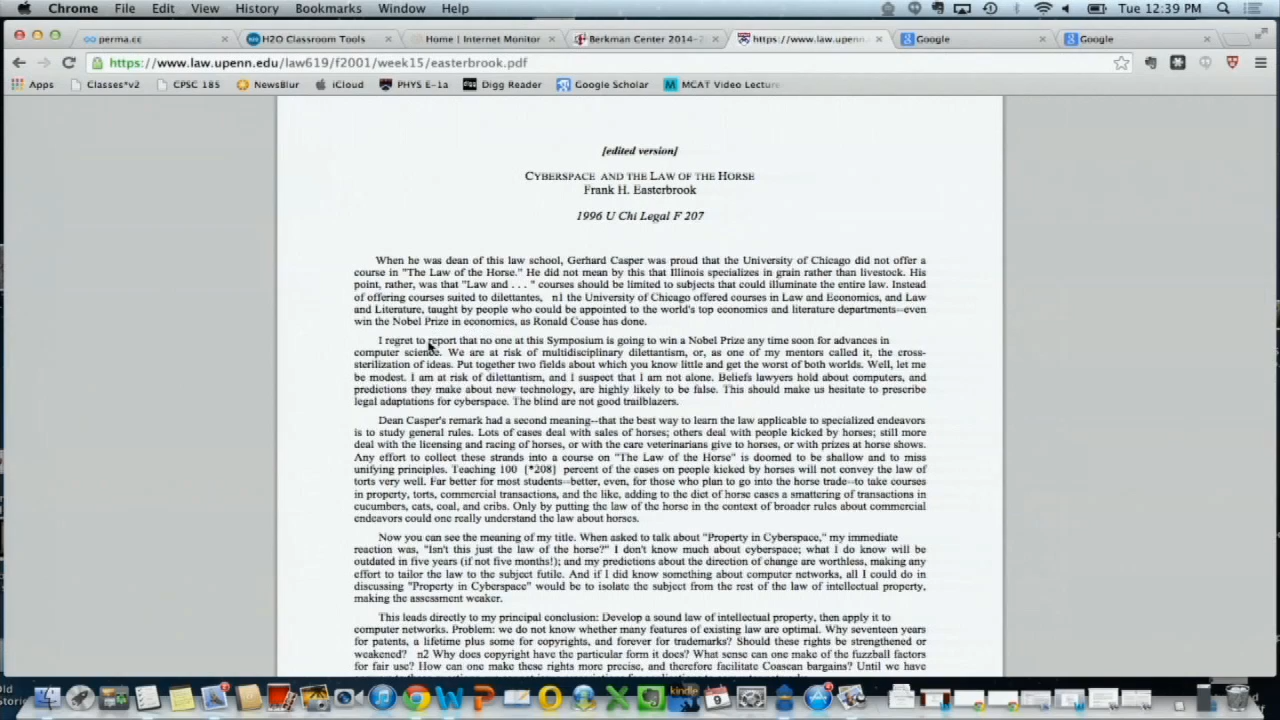 Chrome File Edit View History Bookmarks Window Help Tue 12:39 PM
perma.cc H2O Classroom Tools Home | Internet Monitor Berkman Center 2014-2 https://www.law.upenn. Google Google
https://www.law.upenn.edu/law619/f2001/week15/easterbrook.pdf
Apps Classes*v2 CPSC 185 NewsBlur iCloud PHYS E-1a Digg Reader Google Scholar MCAT Video Lectur
[edited version]
CYBERSPACE AND THE LAW OF THE HORSE
Frank H. Easterbrook
1996 U Chi Legal F 207
When he was dean of this law school, Gerhard Casper was proud that the University of Chicago did not offer a
course in "The Law of the Horse." He did not mean by this that Illinois specializes in grain rather than livestock. His
point, rather, was that "Law and . . . " courses should be limited to subjects that could illuminate the entire law. Instead
of offering courses suited to dilettantes, n1 the University of Chicago offered courses in Law and Economics, and Law
and Literature, taught by people who could be appointed to the world's top economics and literature departments--even
win the Nobel Prize in economics, as Ronald Coase has done.
I regret to report that no one at this Symposium is going to win a Nobel Prize any time soon for advances in
computer science. We are at risk of multidisciplinary dilettantism, or, as one of my mentors called it, the cross-
sterilization of ideas. Put together two fields about which you know little and get the worst of both worlds. Well, let me
be modest. I am at risk of dilettantism, and I suspect that I am not alone. Beliefs lawyers hold about computers, and
predictions they make about new technology, are highly likely to be false. This should make us hesitate to prescribe
legal adaptations for cyberspace. The blind are not good trailblazers.
Dean Casper's remark had a second meaning--that the best way to learn the law applicable to specialized endeavors
is to study general rules. Lots of cases deal with sales of horses; others deal with people kicked by horses; still more
deal with the licensing and racing of horses, or with the care veterinarians give to horses, or with prizes at horse shows.
Any effort to collect these strands into a course on "The Law of the Horse" is doomed to be shallow and to miss
unifying principles. Teaching 100 [*208] percent of the cases on people kicked by horses will not convey the law of
torts very well. Far better for most students--better, even, for those who plan to go into the horse trade--to take courses
in property, torts, commercial transactions, and the like, adding to the diet of horse cases a smattering of transactions in
cucumbers, cats, coal, and cribs. Only by putting the law of the horse in the context of broader rules about commercial
endeavors could one really understand the law about horses.
Now you can see the meaning of my title. When asked to talk about "Property in Cyberspace," my immediate
reaction was, "Isn't this just the law of the horse?" I don't know much about cyberspace; what I do know will be
outdated in five years (if not five months!); and my predictions about the direction of change are worthless, making any
effort to tailor the law to the subject futile. And if I did know something about computer networks, all I could do in
discussing "Property in Cyberspace" would be to isolate the subject from the rest of the law of intellectual property,
making the assessment weaker.
This leads directly to my principal conclusion: Develop a sound law of intellectual property, then apply it to
computer networks. Problem: we do not know whether many features of existing law are optimal. Why seventeen years
for patents, a lifetime plus some for copyrights, and forever for trademarks? Should these rights be strengthened or
weakened? n2 Why does copyright have the particular form it does? What sense can one make of the fuzzball factors
for fair use? How can one make these rights more precise, and therefore facilitate Coasean bargains? Until we have
Old
Storie
kindle
9